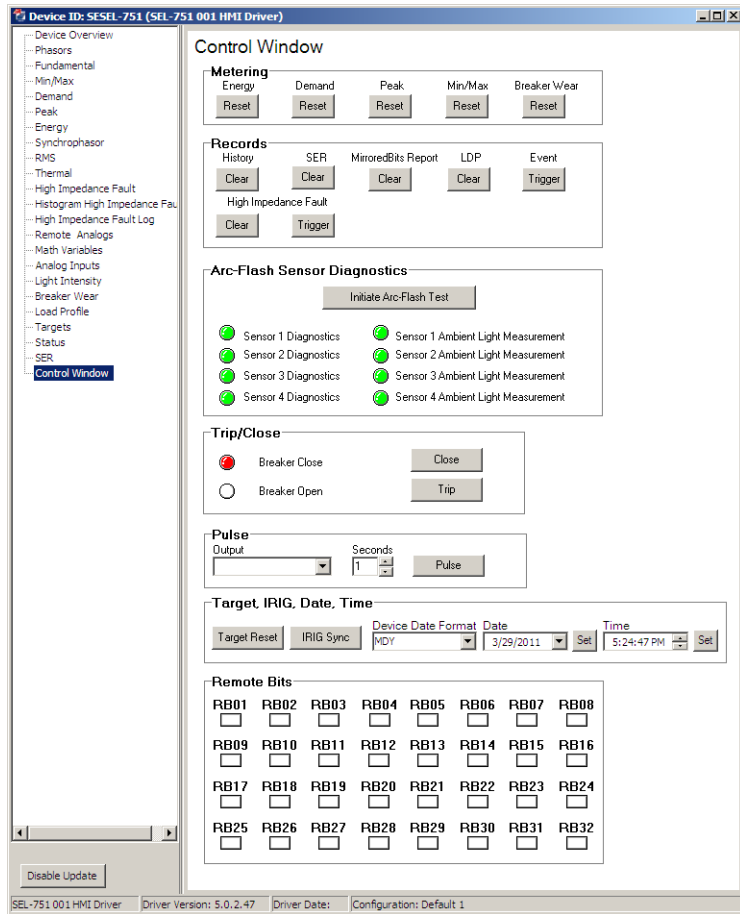 Device ID: SESEL-751 (SEL-751 001 HMI Driver)
Device Overview
Phasors
Fundamental
Min/Max
Demand
Peak
Energy
Synchrophasor
RMS
Thermal
High Impedance Fault
Histogram High Impedance Fau
High Impedance Fault Log
Remote Analogs
Math Variables
Analog Inputs
Light Intensity
Breaker Wear
Load Profile
Targets
Status
SER
Control Window
Disable Update
Control Window
Metering
Energy Demand Peak Min/Max Breaker Wear
Reset Reset Reset Reset Reset
Records
History SER MirroredBits Report LDP Event
Clear Clear Clear Clear Trigger
High Impedance Fault
Clear Trigger
Arc-Flash Sensor Diagnostics
Initiate Arc-Flash Test
Sensor 1 Diagnostics Sensor 1 Ambient Light Measurement
Sensor 2 Diagnostics Sensor 2 Ambient Light Measurement
Sensor 3 Diagnostics Sensor 3 Ambient Light Measurement
Sensor 4 Diagnostics Sensor 4 Ambient Light Measurement
Trip/Close
Breaker Close Close
Breaker Open Trip
Pulse
Output Seconds
1 Pulse
Target, IRIG, Date, Time
Device Date Format Date Time
Target Reset IRIG Sync MDY 3/29/2011 Set 5:24:47 PM Set
Remote Bits
RB01 RB02 RB03 RB04 RB05 RB06 RB07 RB08
RB09 RB10 RB11 RB12 RB13 RB14 RB15 RB16
RB17 RB18 RB19 RB20 RB21 RB22 RB23 RB24
RB25 RB26 RB27 RB28 RB29 RB30 RB31 RB32
SEL-751 001 HMI Driver Driver Version: 5.0.2.47 Driver Date: Configuration: Default 1